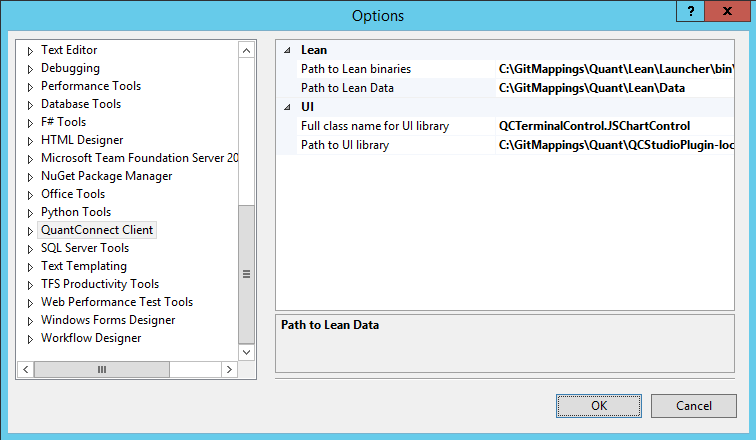 Options
?
x
Text Editor
Debugging
Performance Tools
Database Tools
F# Tools
HTML Designer
Microsoft Team Foundation Server 20
NuGet Package Manager
Office Tools
Python Tools
QuantConnect Client
SQL Server Tools
Text Templating
TFS Productivity Tools
Web Performance Test Tools
Windows Forms Designer
Workflow Designer
Lean
Path to Lean binaries C:\GitMappings\Quant\Lean\Launcher\bin\
Path to Lean Data C:\GitMappings\Quant\Lean\Data
UI
Full class name for UI library QCTerminalControl.JSChartControl
Path to UI library C:\GitMappings\Quant\QCStudioPlugin-loc
Path to Lean Data
OK Cancel